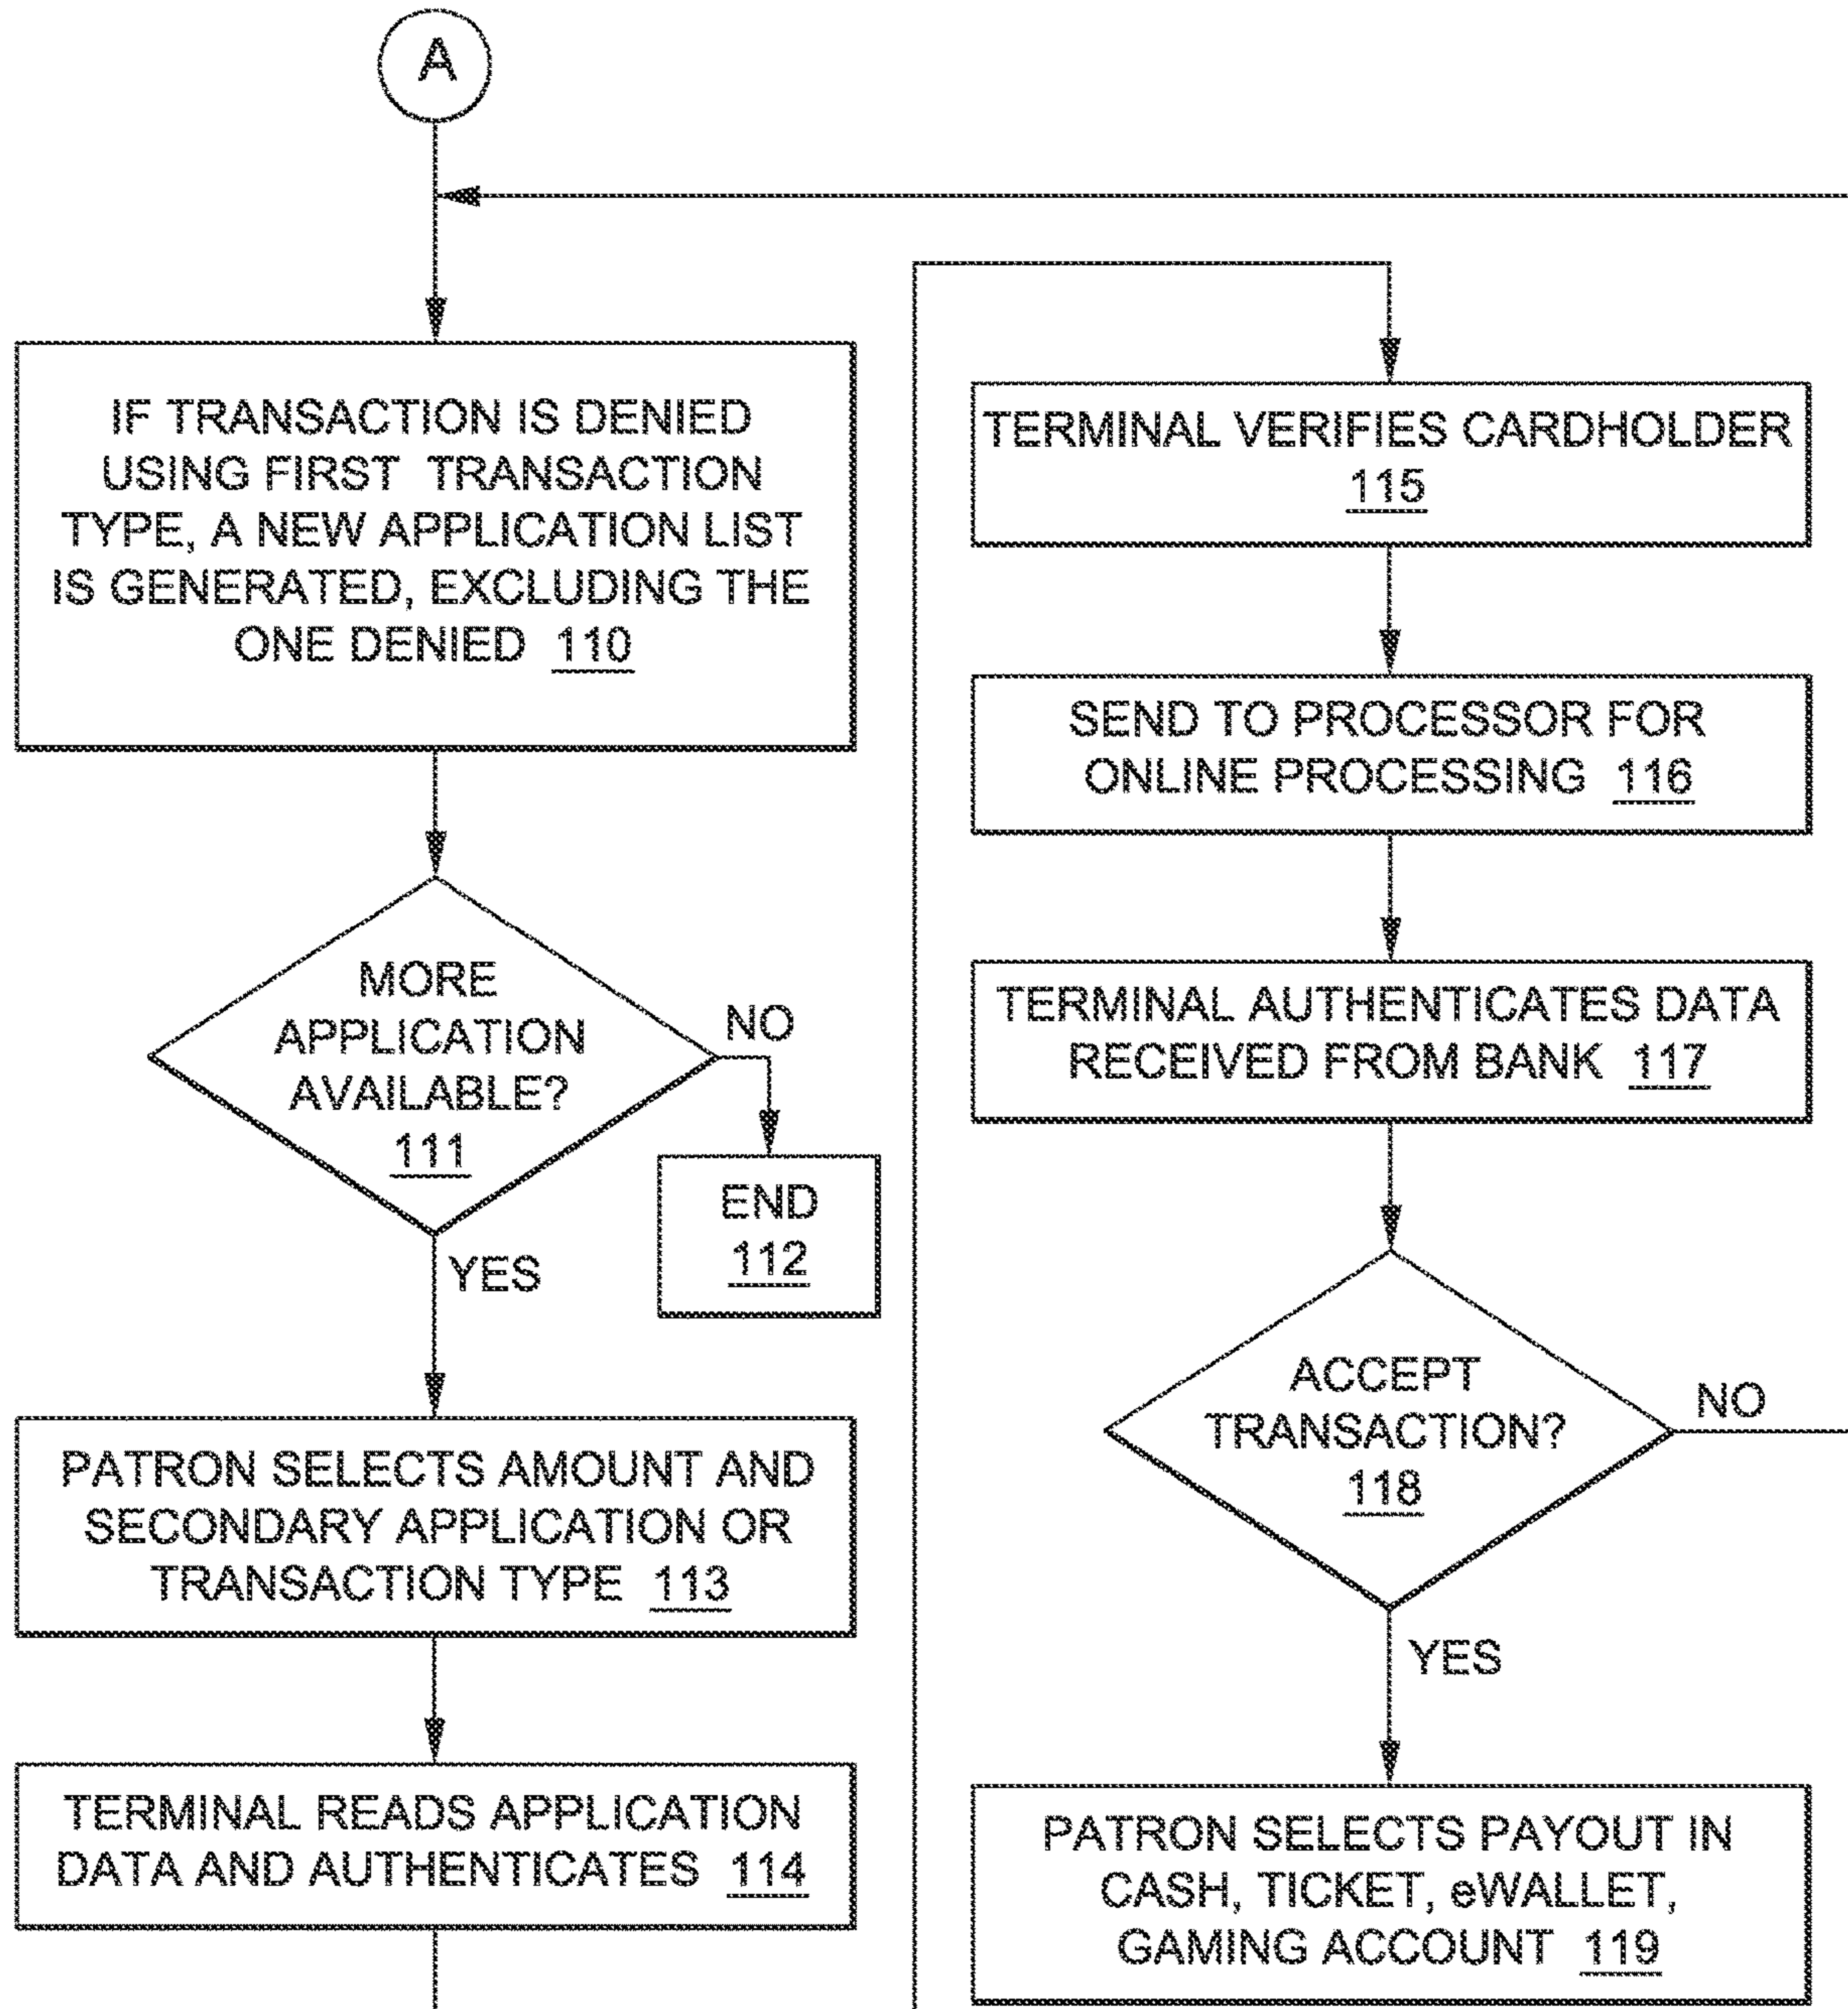 A
IF TRANSACTION IS DENIED
USING FIRST TRANSACTION
TYPE, A NEW APPLICATION LIST
IS GENERATED, EXCLUDING THE
ONE DENIED 110
MORE
APPLICATION
AVAILABLE?
111
NO
END
112
YES
PATRON SELECTS AMOUNT AND
SECONDARY APPLICATION OR
TRANSACTION TYPE 113
TERMINAL READS APPLICATION
DATA AND AUTHENTICATES 114
TERMINAL VERIFIES CARDHOLDER
115
SEND TO PROCESSOR FOR
ONLINE PROCESSING 116
TERMINAL AUTHENTICATES DATA
RECEIVED FROM BANK 117
ACCEPT
TRANSACTION?
118
NO
YES
PATRON SELECTS PAYOUT IN
CASH, TICKET, eWALLET,
GAMING ACCOUNT 119